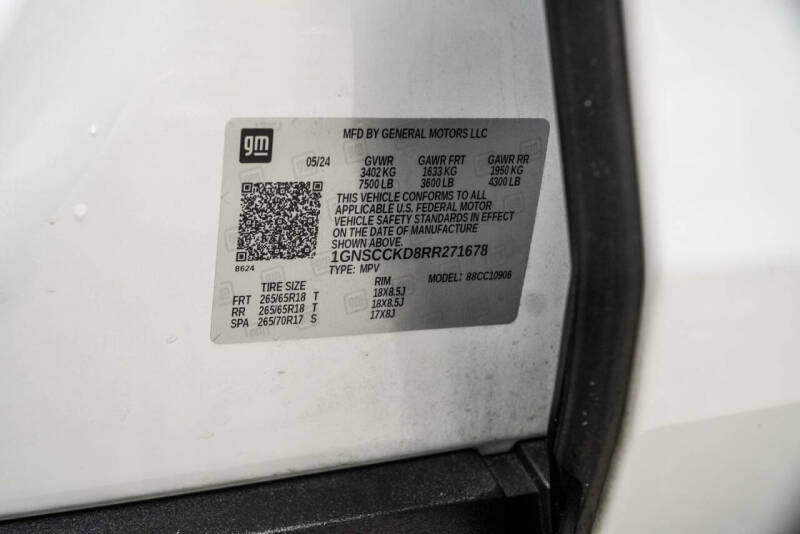 gm
MFD BY GENERAL MOTORS LLC
05/24 GVWR GAWR FRT GAWR RR
3402 KG 1633 KG 1950 KG
7500 LB 3600 LB 4300 LB
THIS VEHICLE CONFORMS TO ALL
APPLICABLE U.S. FEDERAL MOTOR
VEHICLE SAFETY STANDARDS IN EFFECT
ON THE DATE OF MANUFACTURE
SHOWN ABOVE.
8624
1GNSCCKD8RR271678
TYPE: MPV MODEL: 88CC10906
TIRE SIZE RIM
FRT 265/65R18 T 18X8.5J
RR 265/65R18 T 18X8.5J
SPA 265/70R17 S 17X8J